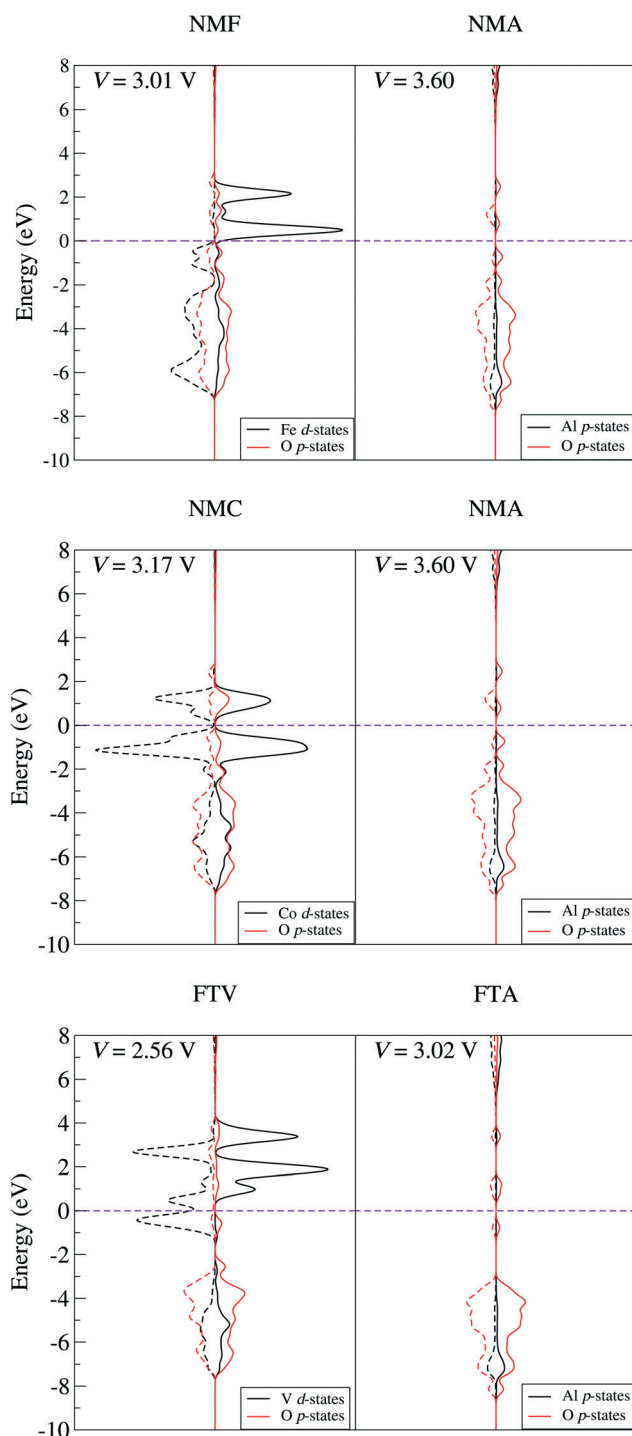 NMF NMA
V = 3.01 V V = 3.60
8
6
4
2
0
-2
-4
-6
-8
-10
Energy (eV)
Fe d-states
O p-states
Al p-states
O p-states
NMC NMA
V = 3.17 V V = 3.60 V
8
6
4
2
0
-2
-4
-6
-8
-10
Energy (eV)
Co d-states
O p-states
Al p-states
O p-states
FTV FTA
V = 2.56 V V = 3.02 V
8
6
4
2
0
-2
-4
-6
-8
-10
Energy (eV)
V d-states
O p-states
Al p-states
O p-states